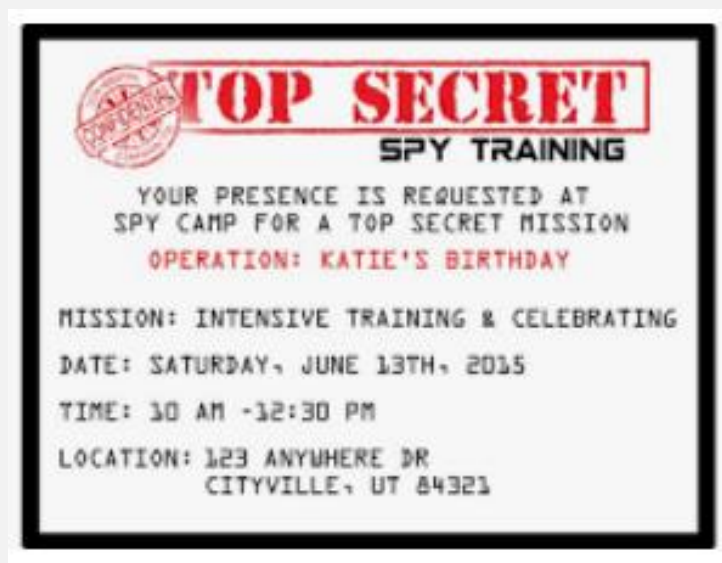 CONFIDENTIAL
TOP SECRET
SPY TRAINING
YOUR PRESENCE IS REQUESTED AT
SPY CAMP FOR A TOP SECRET MISSION
OPERATION: KATIE'S BIRTHDAY
MISSION: INTENSIVE TRAINING & CELEBRATING
DATE: SATURDAY, JUNE 13TH, 2015
TIME: 10 AM -12:30 PM
LOCATION: 123 ANYWHERE DR
CITYVILLE, UT 84321